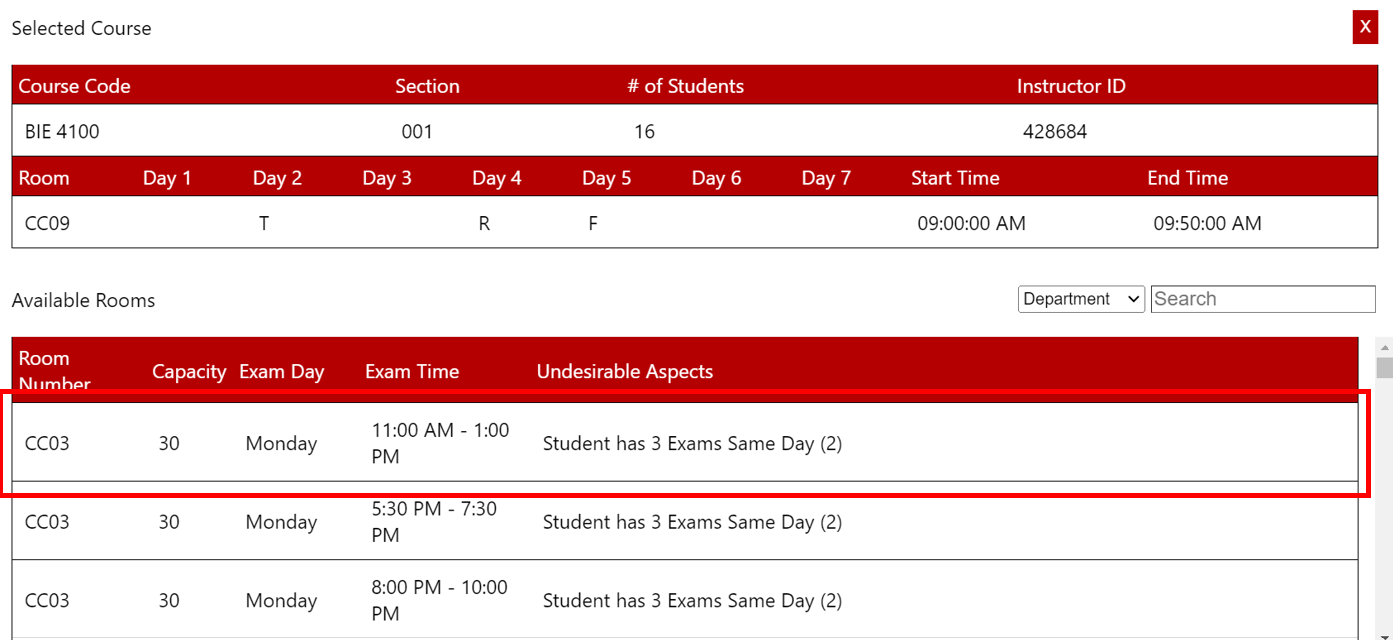 Selected Course
X
Course Code Section # of Students Instructor ID
BIE 4100 001 16 428684
Room Day 1 Day 2 Day 3 Day 4 Day 5 Day 6 Day 7 Start Time End Time
CC09 T R F 09:00:00 AM 09:50:00 AM
Available Rooms
Department Search
Room
Number Capacity Exam Day Exam Time Undesirable Aspects
CC03 30 Monday 11:00 AM - 1:00
PM Student has 3 Exams Same Day (2)
CC03 30 Monday 5:30 PM - 7:30
PM Student has 3 Exams Same Day (2)
CC03 30 Monday 8:00 PM - 10:00
PM Student has 3 Exams Same Day (2)